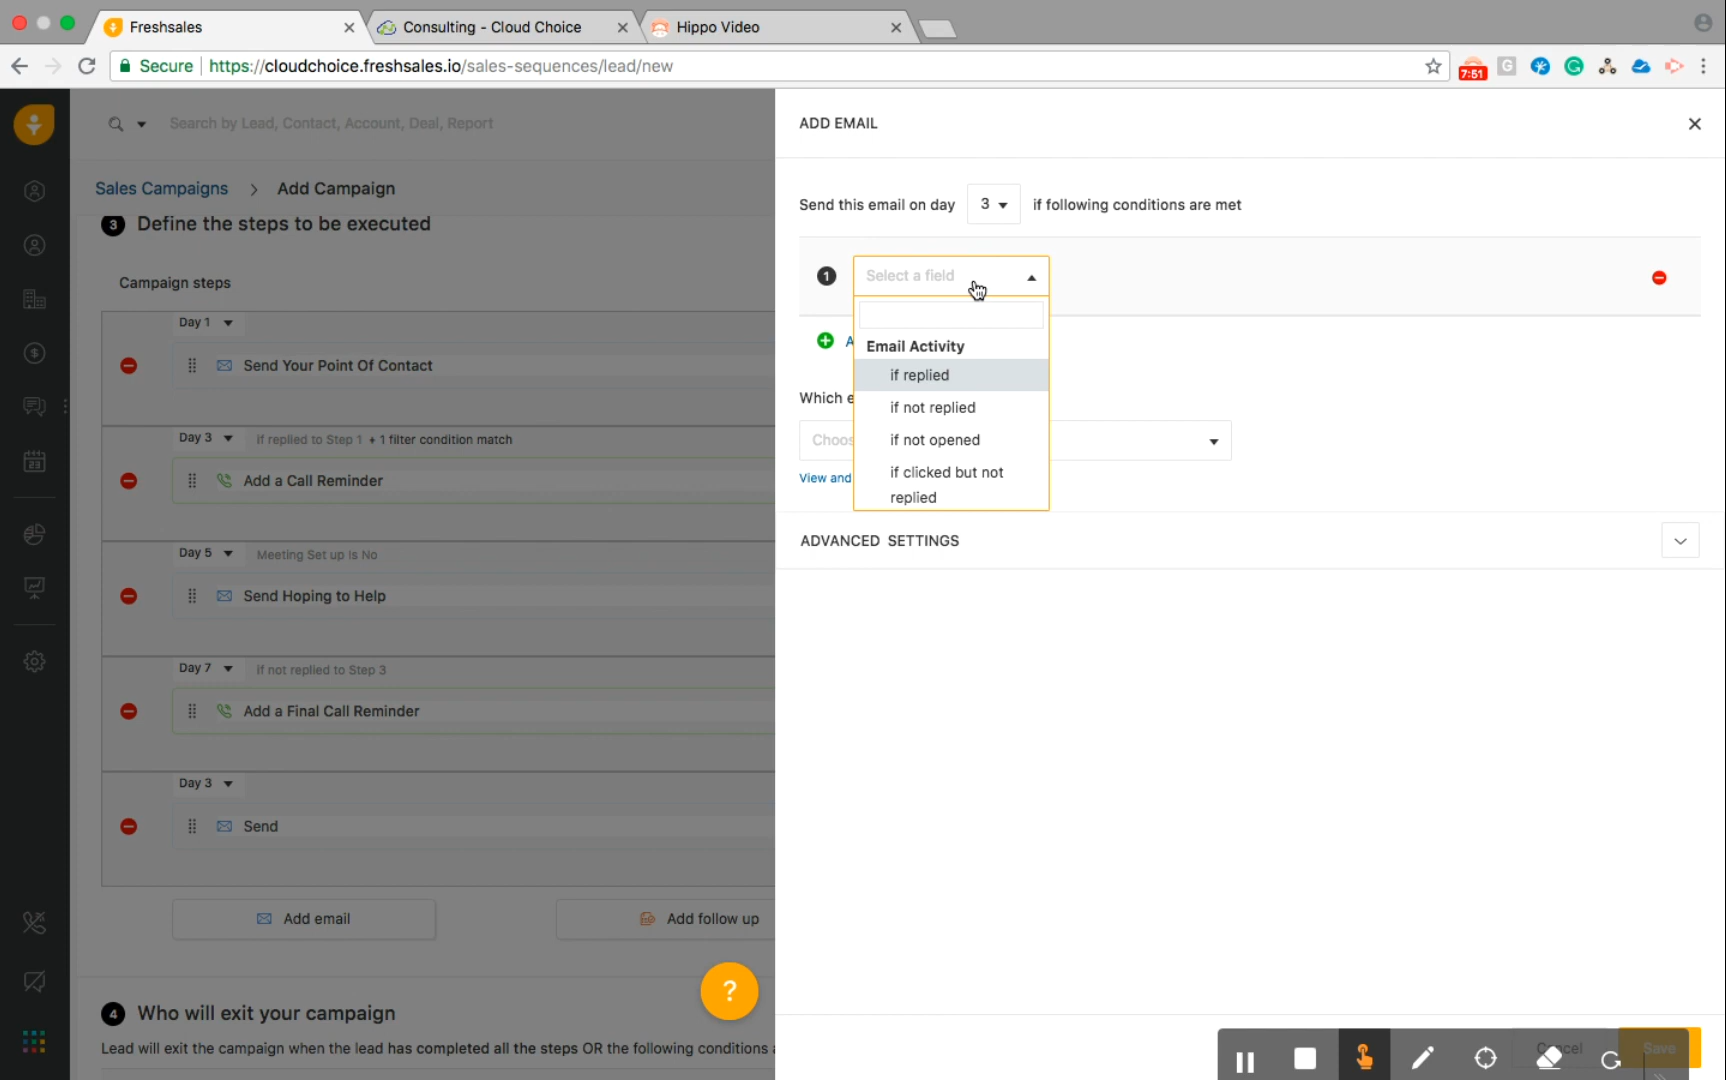 Freshsales
Consulting - Cloud Choice
Hippo Video
Secure
https://cloudchoice.freshsales.io/sales-sequences/lead/new
7:51
G
Search by Lead, Contact, Account, Deal, Report
ADD EMAIL
Sales Campaigns > Add Campaign
Send this email on day 3 if following conditions are met
3 Define the steps to be executed
1 Select a field
Campaign steps
Day 1
Send Your Point Of Contact
Email Activity
if replied
if not replied
if not opened
if clicked but not
replied
Which e
Choos
View and
Day 3 if replied to Step 1 + 1 filter condition match
Add a Call Reminder
23
ADVANCED SETTINGS
Day 5 Meeting Set up is No
Send Hoping to Help
Day 7 if not replied to Step 3
Add a Final Call Reminder
Day 3
Send
Add email
Add follow up
?
4 Who will exit your campaign
Lead will exit the campaign when the lead has completed all the steps OR the following conditions a
Save